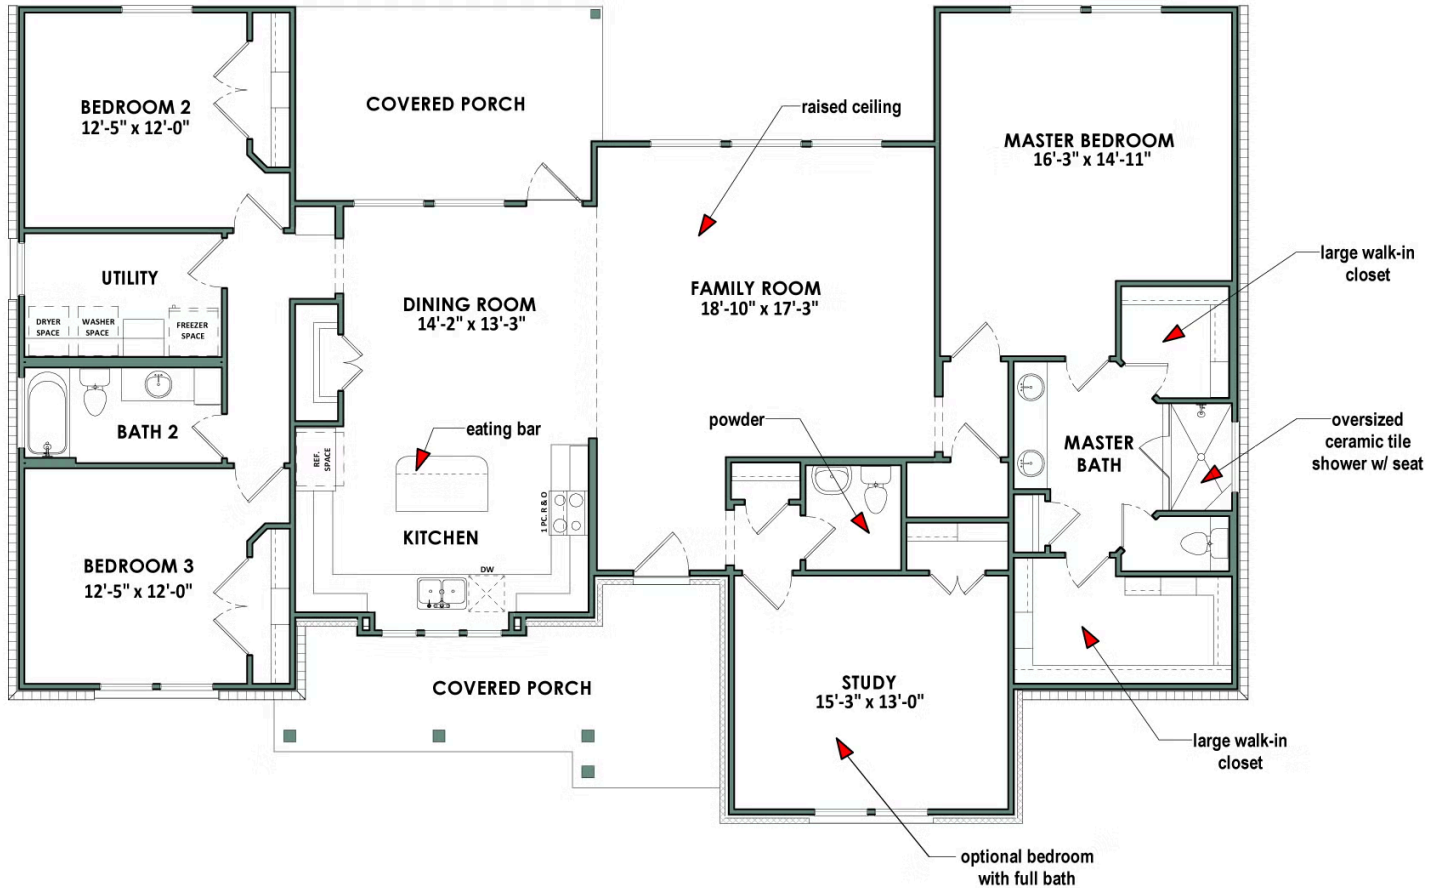 BEDROOM 2
12'-5" x 12'-0"
COVERED PORCH
raised ceiling
MASTER BEDROOM
16'-3" x 14'-11"
large walk-in
closet
UTILITY
DRYER
SPACE
WASHER
SPACE
FREEZER
SPACE
DINING ROOM
14'-2" x 13'-3"
FAMILY ROOM
18'-10" x 17'-3"
BATH 2
eating bar
powder
MASTER
BATH
oversized
ceramic tile
shower w/ seat
REF.
SPACE
1 PC. R & O
KITCHEN
DW
BEDROOM 3
12'-5" x 12'-0"
COVERED PORCH
STUDY
15'-3" x 13'-0"
large walk-in
closet
optional bedroom
with full bath